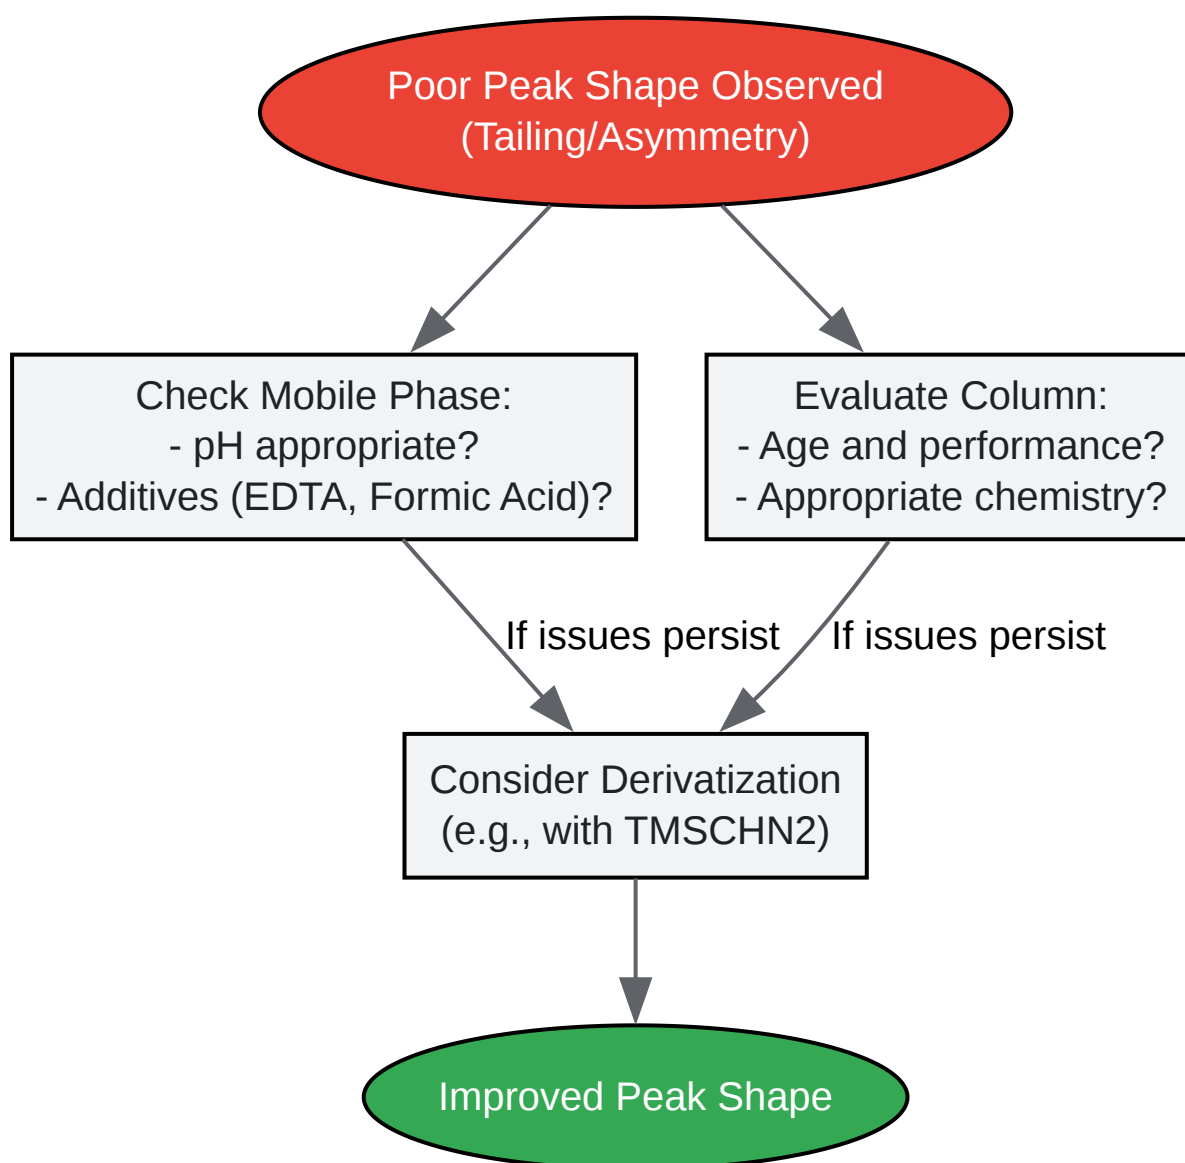 Poor Peak Shape Observed
(Tailing/Asymmetry)
Check Mobile Phase:
- pH appropriate?
- Additives (EDTA, Formic Acid)?
Evaluate Column:
- Age and performance?
- Appropriate chemistry?
If issues persist
If issues persist
Consider Derivatization
(e.g., with TMSCHN2)
Improved Peak Shape